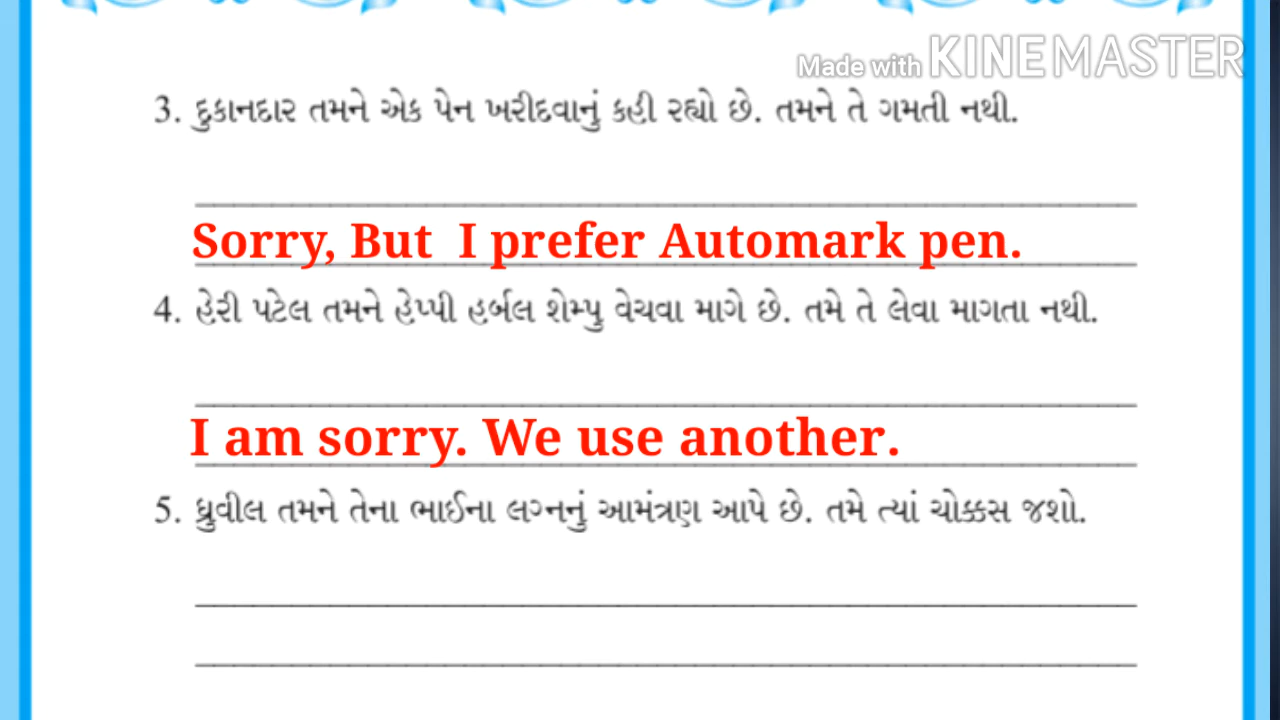 Made with KINEMASTER
3. દુકાનદાર તમને એક પેન ખરીદવાનું કહી રહ્યો છે. તમને તે ગમતી નથી.
Sorry, But I prefer Automark pen.
4. હેરી પટેલ તમને હેપ્પી હર્બલ શેમ્પુ વેચવા માગે છે. તમે તે લેવા માગતા નથી.
I am sorry. We use another.
5. ધ્રુવીલ તમને તેના ભાઈના લગ્નનું આમંત્રણ આપે છે. તમે ત્યાં ચોક્કસ જશો.